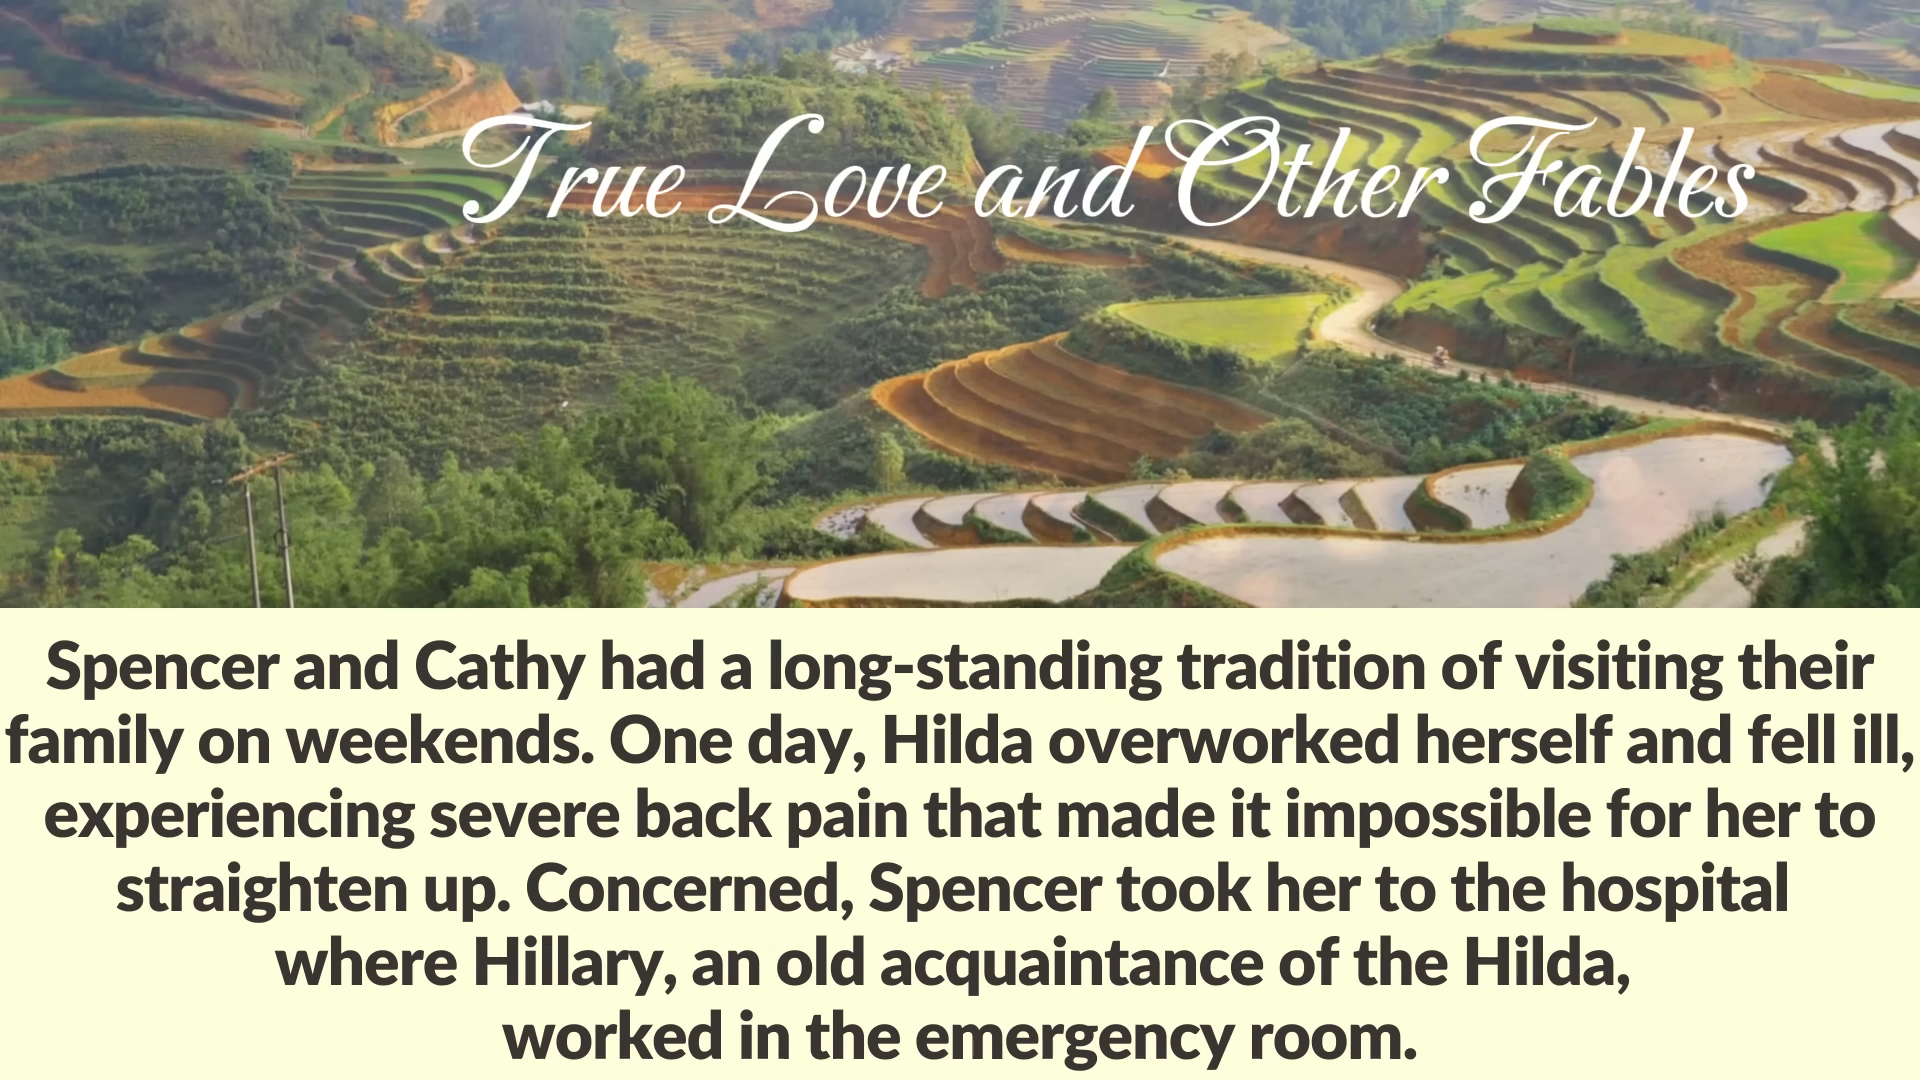 True Love and Other Fables
Spencer and Cathy had a long-standing tradition of visiting their
family on weekends. One day, Hilda overworked herself and fell ill,
experiencing severe back pain that made it impossible for her to
straighten up. Concerned, Spencer took her to the hospital
where Hillary, an old acquaintance of the Hilda,
worked in the emergency room.